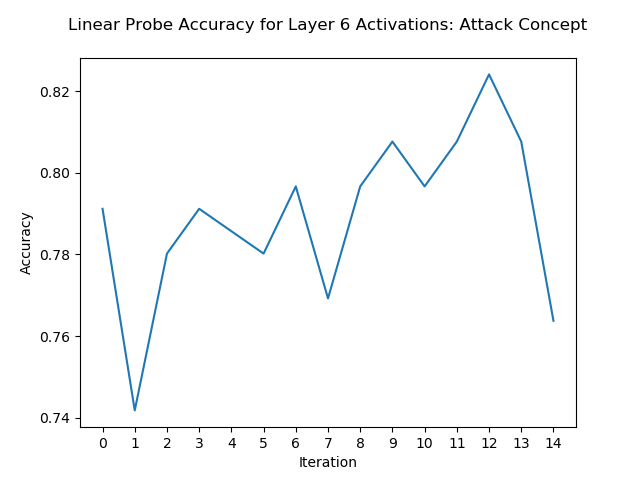 Linear Probe Accuracy for Layer 6 Activations: Attack Concept
0.82
0.80
0.78
0.76
0.74
Accuracy
0 1 2 3 4 5 6 7 8 9 10 11 12 13 14
Iteration